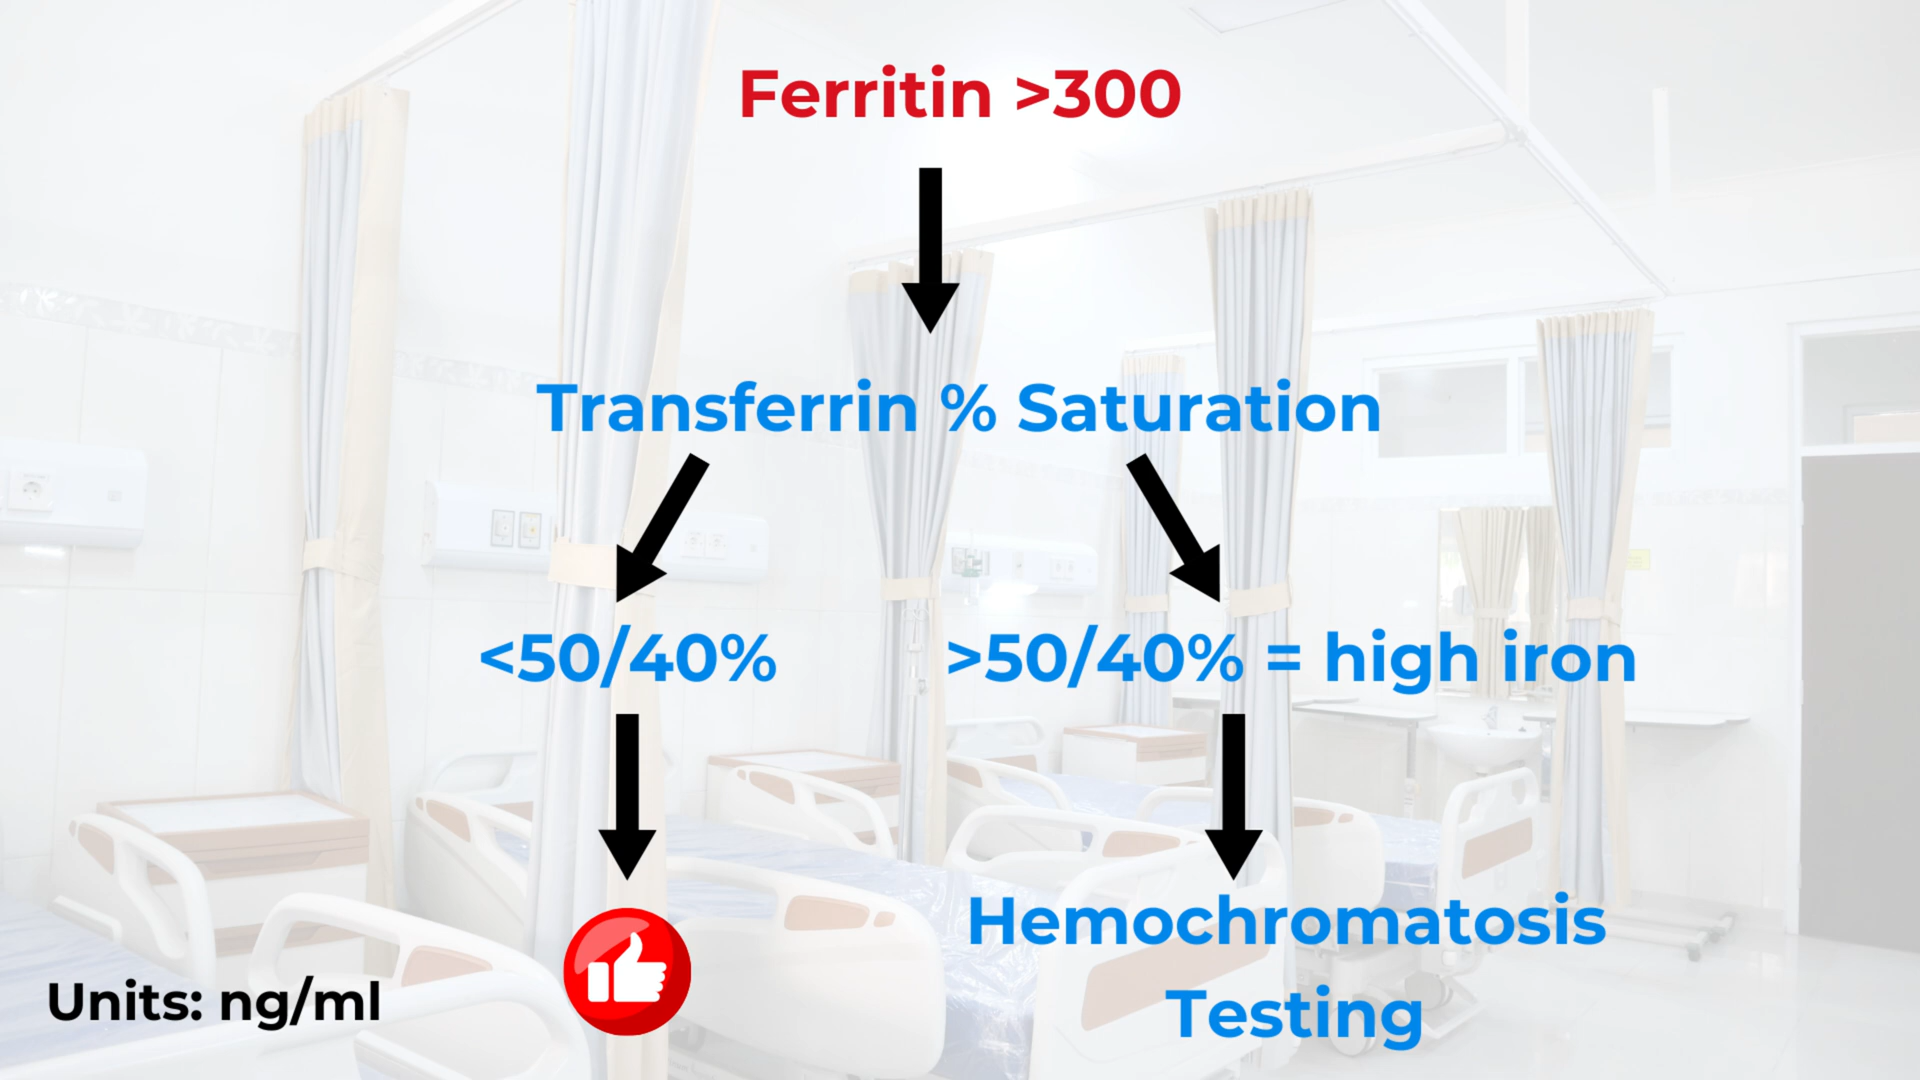 Ferritin >300
Transferrin % Saturation
<50/40%
>50/40% = high iron
Hemochromatosis
Testing
Units: ng/ml